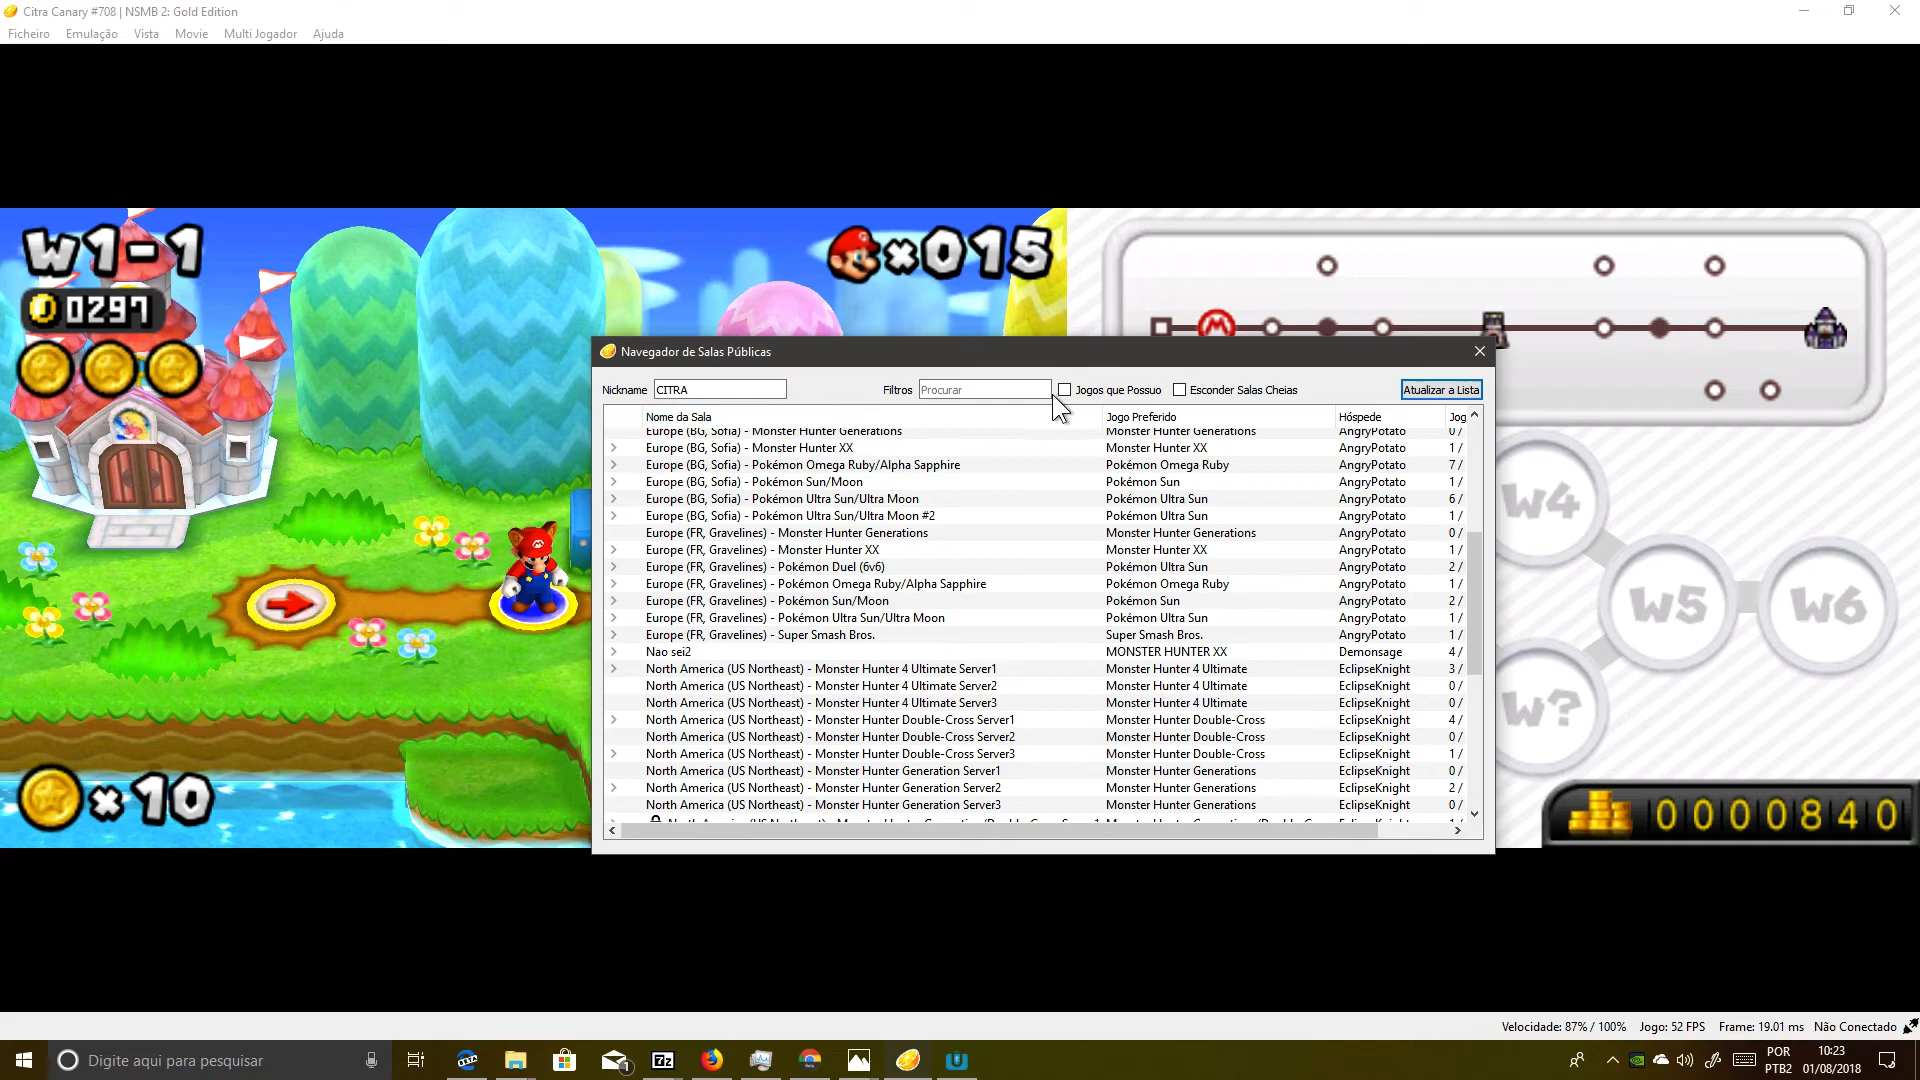 Citra Canary #708 | NSMB 2: Gold Edition
Ficheiro Emulação Vista Movie Multi Jogador Ajuda
W1-1
0297
×015
×10
W4
W5
W6
W?
0000840
Navegador de Salas Públicas
Nickname CITRA Filtros Procurar Jogos que Possuo Esconder Salas Cheias Atualizar a Lista
Nome da Sala Jogo Preferido Hóspede Jog
Europe (BG, Sofia) - Monster Hunter Generations Monster Hunter Generations AngryPotato 0 /
Europe (BG, Sofia) - Monster Hunter XX Monster Hunter XX AngryPotato 1 /
Europe (BG, Sofia) - Pokémon Omega Ruby/Alpha Sapphire Pokémon Omega Ruby AngryPotato 7 /
Europe (BG, Sofia) - Pokémon Sun/Moon Pokémon Sun AngryPotato 1 /
Europe (BG, Sofia) - Pokémon Ultra Sun/Ultra Moon Pokémon Ultra Sun AngryPotato 6 /
Europe (BG, Sofia) - Pokémon Ultra Sun/Ultra Moon #2 Pokémon Ultra Sun AngryPotato 1 /
Europe (FR, Gravelines) - Monster Hunter Generations Monster Hunter Generations AngryPotato 0 /
Europe (FR, Gravelines) - Monster Hunter XX Monster Hunter XX AngryPotato 1 /
Europe (FR, Gravelines) - Pokémon Duel (6v6) Pokémon Ultra Sun AngryPotato 2 /
Europe (FR, Gravelines) - Pokémon Omega Ruby/Alpha Sapphire Pokémon Omega Ruby AngryPotato 1 /
Europe (FR, Gravelines) - Pokémon Sun/Moon Pokémon Sun AngryPotato 2 /
Europe (FR, Gravelines) - Pokémon Ultra Sun/Ultra Moon Pokémon Ultra Sun AngryPotato 1 /
Europe (FR, Gravelines) - Super Smash Bros. Super Smash Bros. AngryPotato 1 /
Nao sei2 MONSTER HUNTER XX Demonsage 4 /
North America (US Northeast) - Monster Hunter 4 Ultimate Server1 Monster Hunter 4 Ultimate EclipseKnight 3 /
North America (US Northeast) - Monster Hunter 4 Ultimate Server2 Monster Hunter 4 Ultimate EclipseKnight 0 /
North America (US Northeast) - Monster Hunter 4 Ultimate Server3 Monster Hunter 4 Ultimate EclipseKnight 0 /
North America (US Northeast) - Monster Hunter Double-Cross Server1 Monster Hunter Double-Cross EclipseKnight 4 /
North America (US Northeast) - Monster Hunter Double-Cross Server2 Monster Hunter Double-Cross EclipseKnight 0 /
North America (US Northeast) - Monster Hunter Double-Cross Server3 Monster Hunter Double-Cross EclipseKnight 1 /
North America (US Northeast) - Monster Hunter Generation Server1 Monster Hunter Generations EclipseKnight 0 /
North America (US Northeast) - Monster Hunter Generation Server2 Monster Hunter Generations EclipseKnight 2 /
North America (US Northeast) - Monster Hunter Generation Server3 Monster Hunter Generations EclipseKnight 0 /
Velocidade: 87% / 100% Jogo: 52 FPS Frame: 19.01 ms Não Conectado
Digite aqui para pesquisar
7z
1
POR
PTB2
10:23
01/08/2018